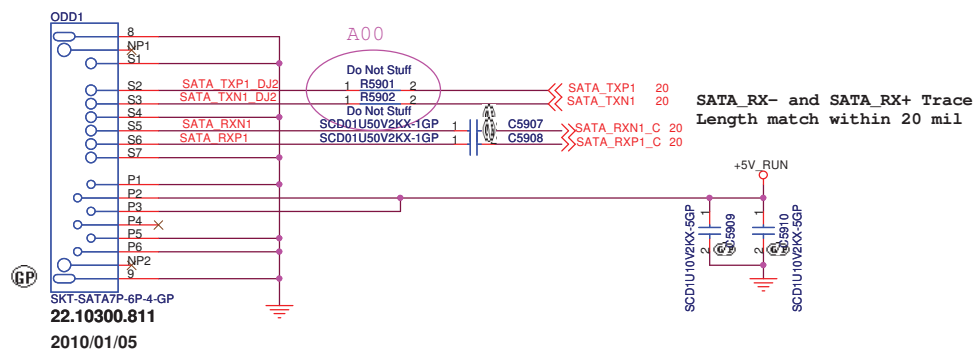 ODD1
A00
8
NP1
S1
Do Not Stuff
S2 SATA_TXP1_DJ2 1 R5901 2 SATA_TXP1 20
S3 SATA_TXN1_DJ2 1 R5902 2 SATA_TXN1 20
S4 Do Not Stuff
S5 SATA_RXN1 SCD01U50V2KX-1GP 1 C5907 SATA_RXN1_C 20
S6 SATA_RXP1 SCD01U50V2KX-1GP 1 C5908 SATA_RXP1_C 20
S7
SATA_RX- and SATA_RX+ Trace
Length match within 20 mil
+5V_RUN
P1
P2
P3
P4
P5
P6
NP2
9
1 2 C5909
SCD1U10V2KX-5GP
1 2 C5910
SCD1U10V2KX-5GP
GP
SKT-SATA7P-6P-4-GP
22.10300.811
2010/01/05